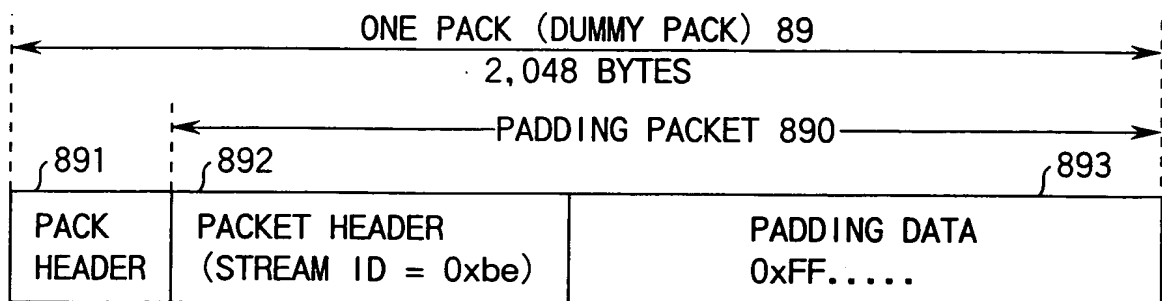 ONE PACK (DUMMY PACK) 89
2,048 BYTES
PADDING PACKET 890
891
892
893
PACK
HEADER
PACKET HEADER
(STREAM ID = 0xbe)
PADDING DATA
0xFF.....